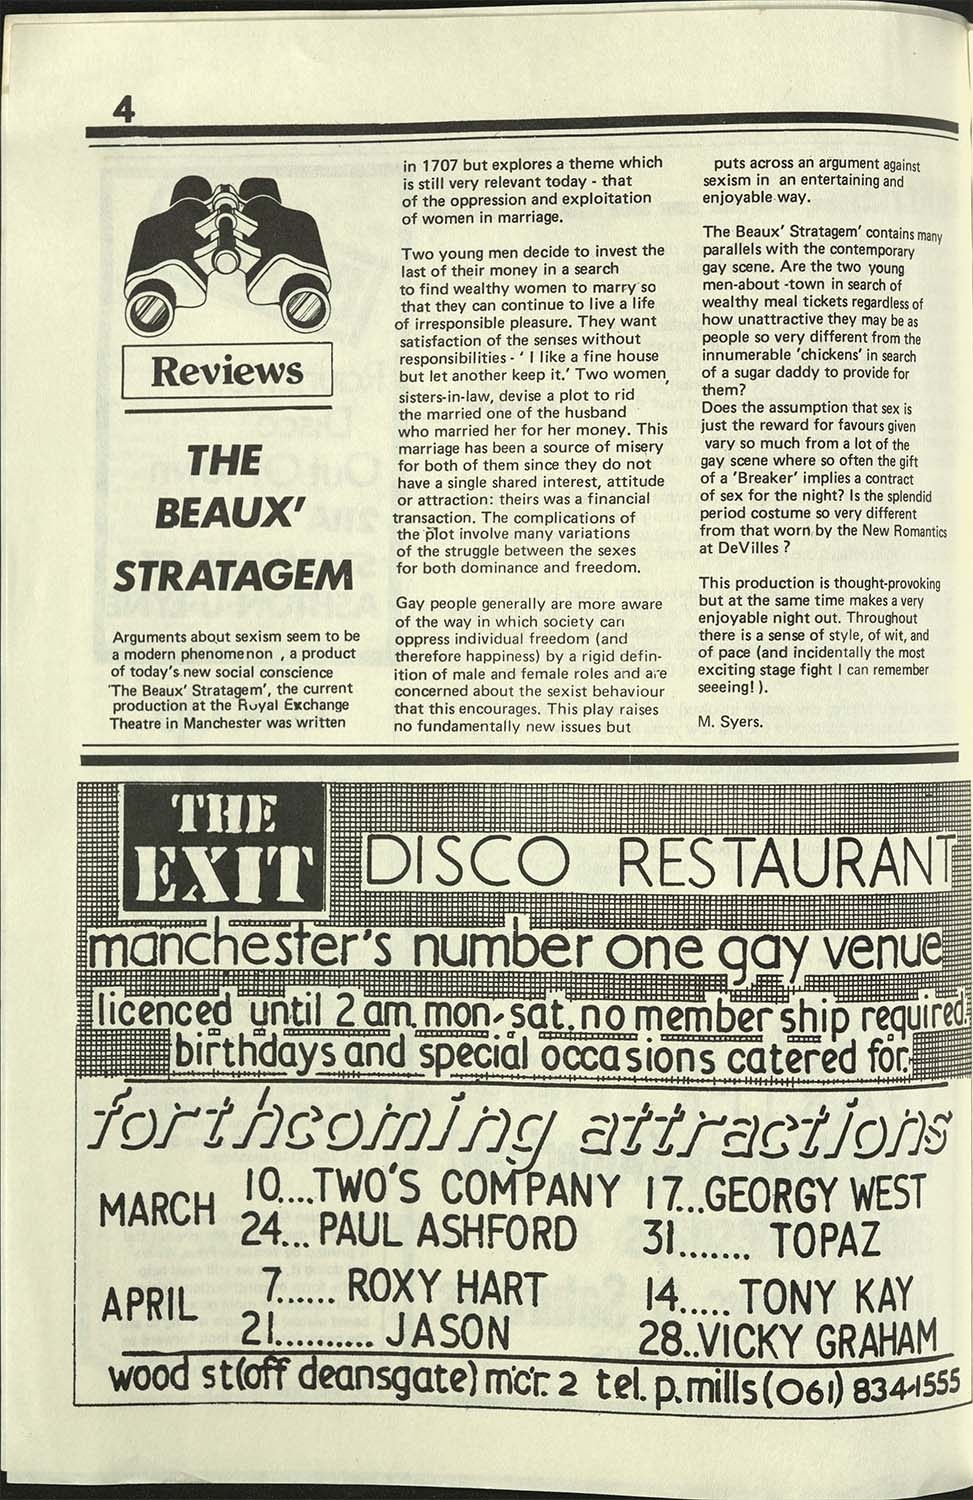 4
Reviews
THE
BEAUX’
STRATAGEM
Arguments about sexism seem to be
a modern phenomenon , a product
of today's new social conscience
'The Beaux' Stratagem', the current
production at the Royal Exchange
Theatre in Manchester was written
in 1707 but explores a theme which
is still very relevant today - that
of the oppression and exploitation
of women in marriage.
Two young men decide to invest the
last of their money in a search
to find wealthy women to marry so
that they can continue to live a life
of irresponsible pleasure. They want
satisfaction of the senses without
responsibilities - ' I like a fine house
but let another keep it.' Two women,
sisters-in-law, devise a plot to rid
the married one of the husband
who married her for her money. This
marriage has been a source of misery
for both of them since they do not
have a single shared interest, attitude
or attraction: theirs was a financial
transaction. The complications of
the plot involve many variations
of the struggle between the sexes
for both dominance and freedom.
Gay people generally are more aware
of the way in which society can
oppress individual freedom (and
therefore happiness) by a rigid defin-
ition of male and female roles and are
concerned about the sexist behaviour
that this encourages. This play raises
no fundamentally new issues but
puts across an argument against
sexism in an entertaining and
enjoyable way.
The Beaux' Stratagem' contains many
parallels with the contemporary
gay scene. Are the two young
men-about -town in search of
wealthy meal tickets regardless of
how unattractive they may be as
people so very different from the
innumerable 'chickens' in search
of a sugar daddy to provide for
them?
Does the assumption that sex is
just the reward for favours given
vary so much from a lot of the
gay scene where so often the gift
of a 'Breaker' implies a contract
of sex for the night? Is the splendid
period costume so very different
from that worn by the New Romantics
at DeVilles ?
This production is thought-provoking
but at the same time makes a very
enjoyable night out. Throughout
there is a sense of style, of wit, and
of pace (and incidentally the most
exciting stage fight I can remember
seeeing! ).
M. Syers.
THE
EXIT
DISCO RESTAURANT
manchester's number one gay venue
licenced until 2 am. mon-sat. no member ship required.
birthdays and special occasions catered for.
forthcoming attractions
MARCH 10....TWO'S COMPANY 17...GEORGY WEST
24... PAUL ASHFORD 31....... TOPAZ
APRIL 7...... ROXY HART 14..... TONY KAY
21.......... JASON 28..VICKY GRAHAM
wood st(off deansgate) m'c'r. 2 tel. p. mills (061) 834-1555